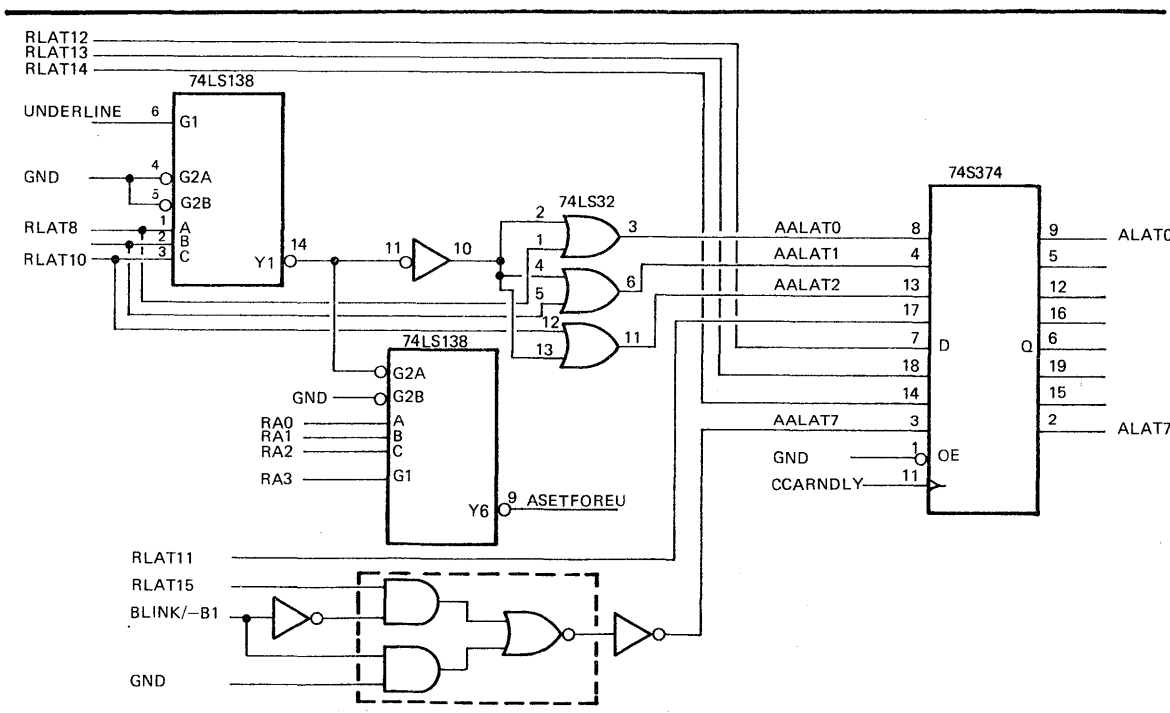 RLAT12
RLAT13
RLAT14
74LS138
UNDERLINE 6 G1
GND 4 G2A
5 G2B
RLAT8 1 A
2 B
RLAT10 3 C
Y1 14
11 10
74LS32
2 3
1
4 6
5
12 11
13
AALAT0 8
AALAT1 4
AALAT2 13
17
7 D
18
14
AALAT7 3
GND 1 OE
CCARNDLY 11
74S374
9 ALAT0
5
12
16
Q 6
19
15
2 ALAT7
74LS138
G2A
GND G2B
RA0 A
RA1 B
RA2 C
RA3 G1
Y6 9 ASETFOREU
RLAT11
RLAT15
BLINK/−B1
GND